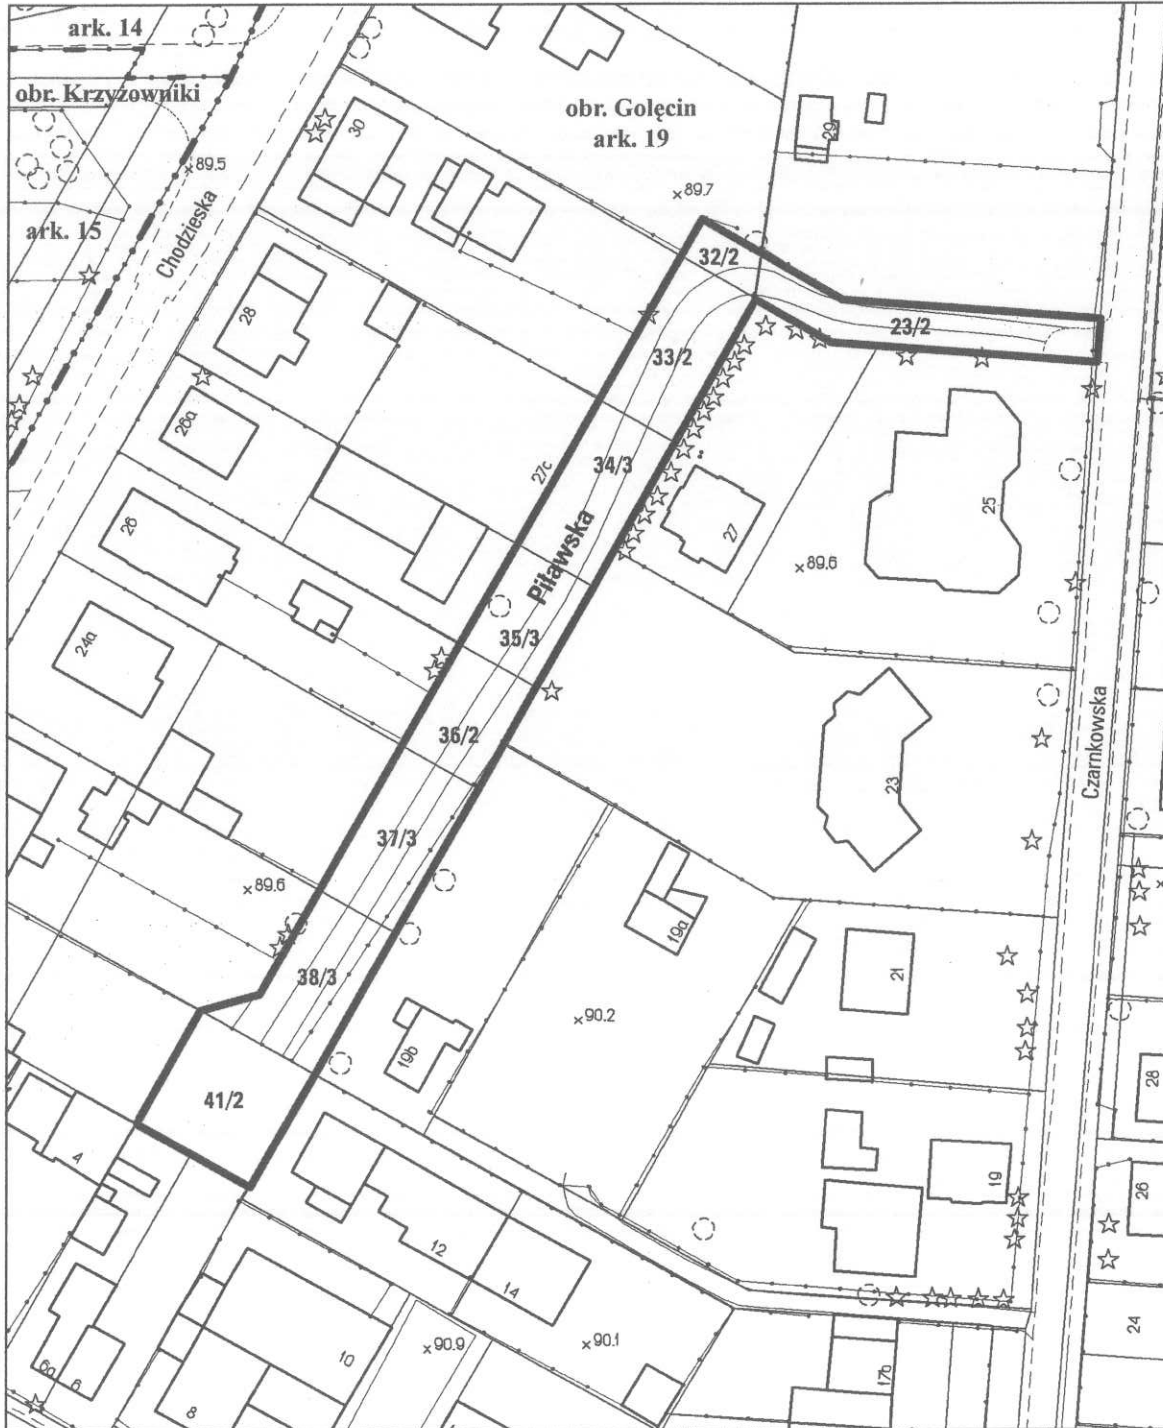 ark. 14
obr. Krzyżowniki
obr. Golęcin
ark. 19
29
30
89.5
89.7
ark. 15
Chodzieska
32/2
23/2
28
33/2
26a
27c
34/3
25
26
27
Piławska
89.6
35/3
24a
36/2
Czarnkowska
23
37/3
89.6
19a
38/3
21
90.2
19b
28
41/2
4
19
26
12
14
24
90.1
90.9
10
17b
6a
6
8